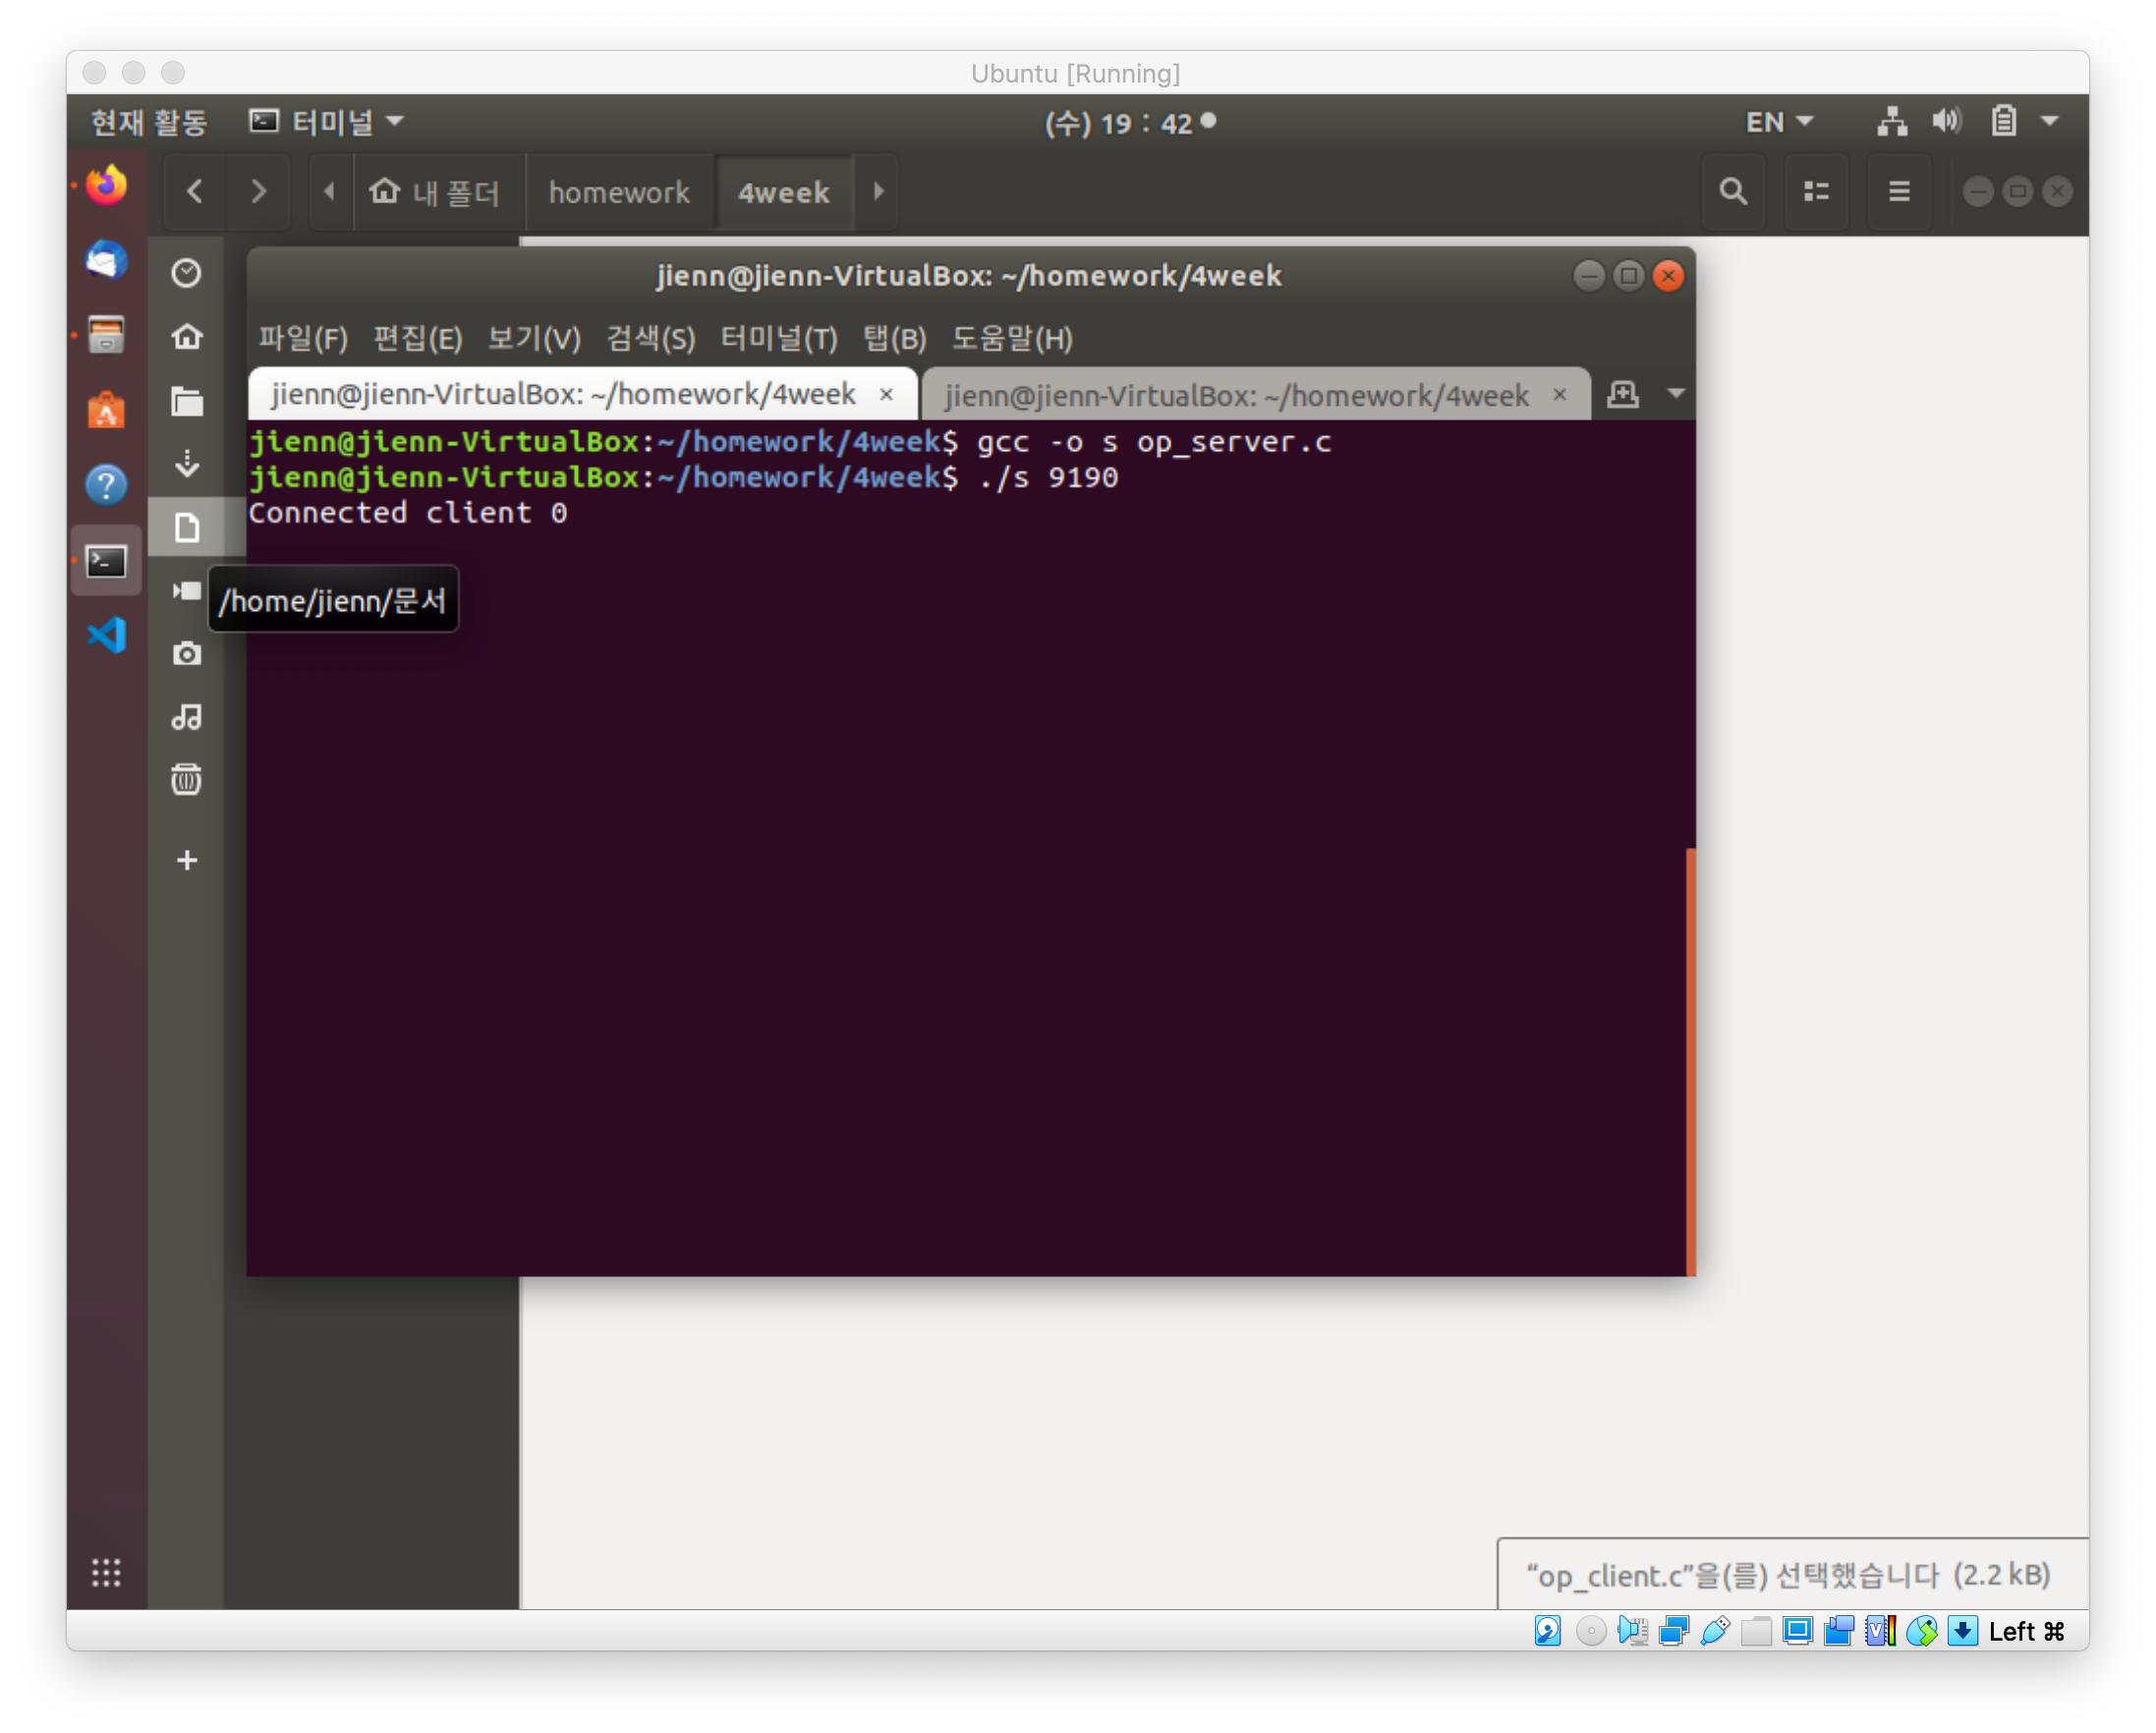 Ubuntu [Running]
현재 활동 터미널 (수) 19 : 42 EN
내 폴더 homework 4week
jienn@jienn-VirtualBox: ~/homework/4week
파일(F) 편집(E) 보기(V) 검색(S) 터미널(T) 탭(B) 도움말(H)
jienn@jienn-VirtualBox: ~/homework/4week × jienn@jienn-VirtualBox: ~/homework/4week ×
jienn@jienn-VirtualBox:~/homework/4week$ gcc -o s op_server.c
jienn@jienn-VirtualBox:~/homework/4week$ ./s 9190
Connected client 0
/home/jienn/문서
“op_client.c”을(를) 선택했습니다 (2.2 kB)
Left ⌘